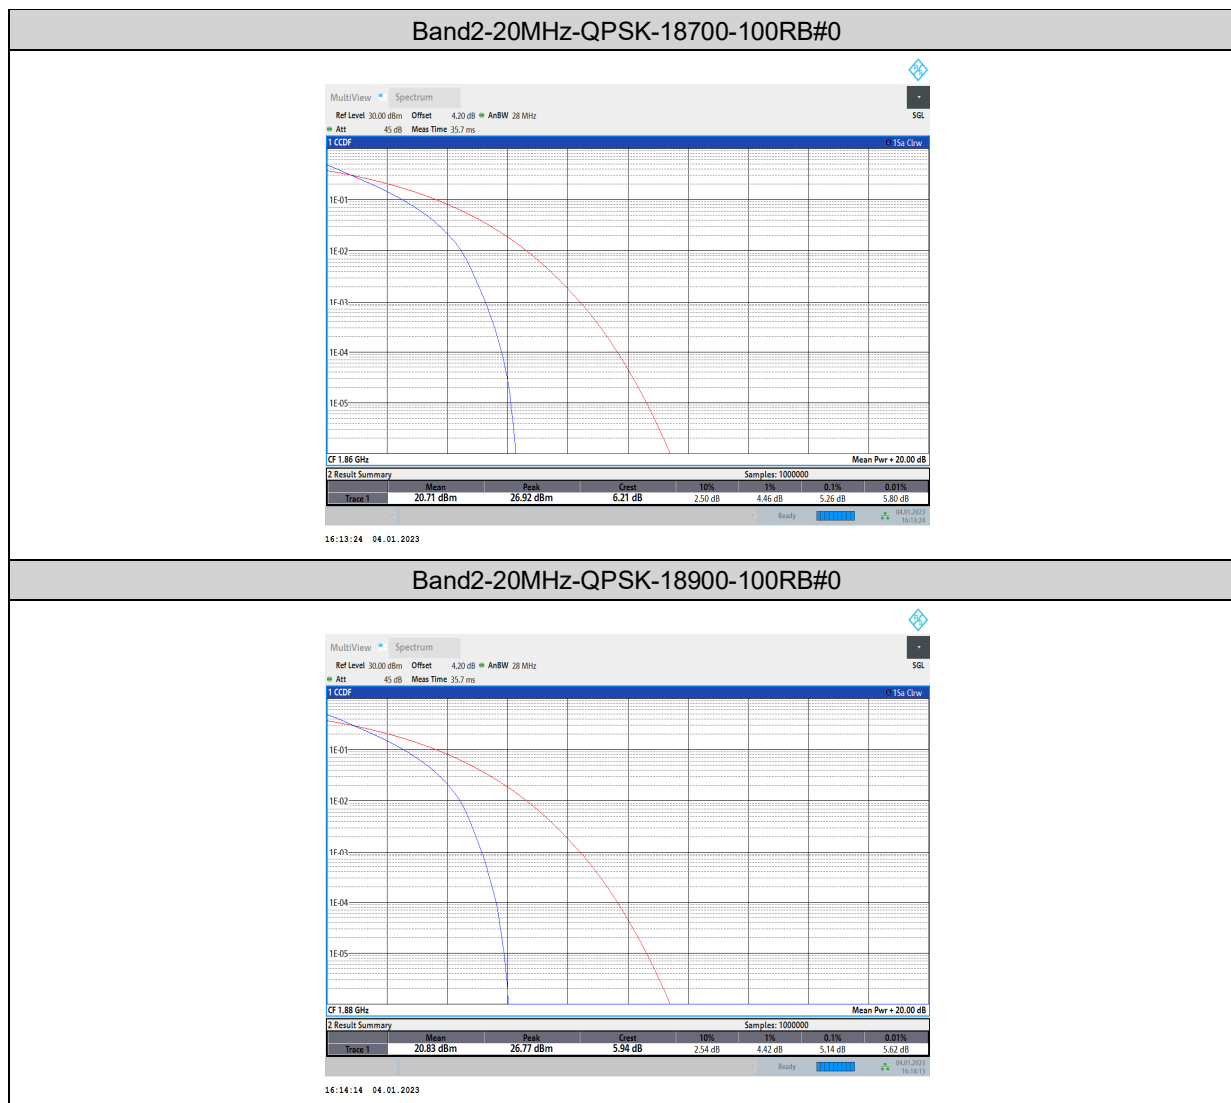 Band2-20MHz-QPSK-18700-100RB#0
MultiView Spectrum
Ref Level 30.00 dBm Offset 4.20 dB AnBW 28 MHz SGL
Att 45 dB Meas Time 35.7 ms
1 CCDF 1Sa Clrw
1E-01
1E-02
1E-03
1E-04
1E-05
CF 1.86 GHz Mean Pwr + 20.00 dB
2 Result Summary Samples: 1000000
Mean Peak Crest 10% 1% 0.1% 0.01%
Trace 1 20.71 dBm 26.92 dBm 6.21 dB 2.50 dB 4.46 dB 5.26 dB 5.80 dB
Ready 04.01.2023
16:13:24
16:13:24 04.01.2023
Band2-20MHz-QPSK-18900-100RB#0
MultiView Spectrum
Ref Level 30.00 dBm Offset 4.20 dB AnBW 28 MHz SGL
Att 45 dB Meas Time 35.7 ms
1 CCDF 1Sa Clrw
1E-01
1E-02
1E-03
1E-04
1E-05
CF 1.88 GHz Mean Pwr + 20.00 dB
2 Result Summary Samples: 1000000
Mean Peak Crest 10% 1% 0.1% 0.01%
Trace 1 20.83 dBm 26.77 dBm 5.94 dB 2.54 dB 4.42 dB 5.14 dB 5.62 dB
Ready 04.01.2023
16:14:13
16:14:14 04.01.2023